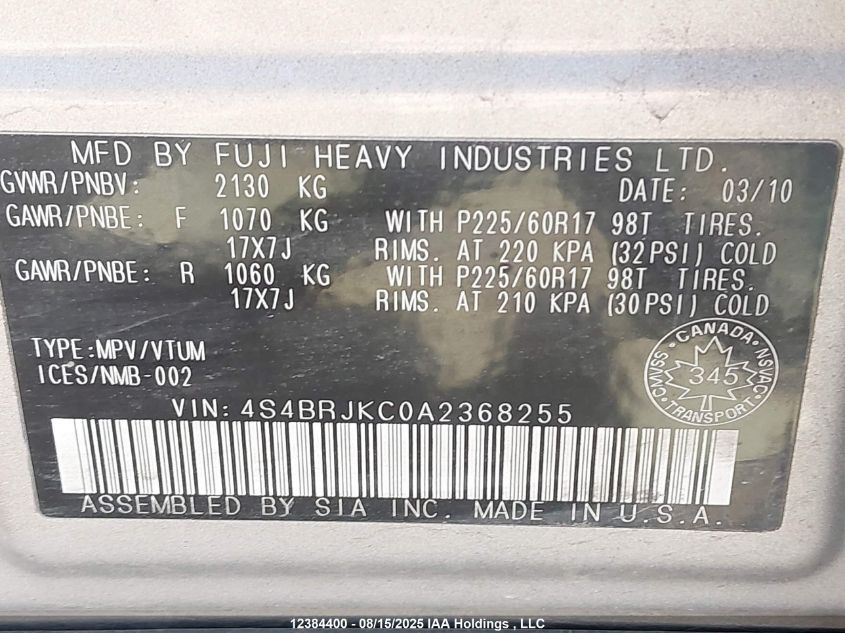 MFD BY FUJI HEAVY INDUSTRIES LTD.
GVWR/PNBV: 2130 KG DATE: 03/10
GAWR/PNBE: F 1070 KG WITH P225/60R17 98T TIRES.
17X7J RIMS. AT 220 KPA (32PSI) COLD
GAWR/PNBE: R 1060 KG WITH P225/60R17 98T TIRES.
17X7J RIMS. AT 210 KPA (30PSI) COLD
TYPE:MPV/VTUM
ICES/NMB-002
CANADA
CMVSS 345 NSVAC
TRANSPORT
VIN: 4S4BRJKC0A2368255
ASSEMBLED BY SIA INC. MADE IN U.S.A.
12384400 - 08/15/2025 IAA Holdings , LLC